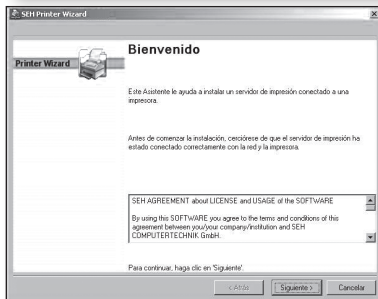 SEH Printer Wizard
Printer Wizard
Bienvenido
Este Asistente le ayuda a instalar un servidor de impresión conectado a una
impresora.
Antes de comenzar la instalación, cerciórese de que el servidor de impresión ha
estado conectado correctamente con la red y la impresora.
SEH AGREEMENT about LICENSE and USAGE of the SOFTWARE
By using this SOFTWARE you agree to the terms and conditions of this
agreement between you/your company/institution and SEH
COMPUTERTECHNIK GmbH.
Para continuar, haga clic en 'Siguiente'.
< Atrás
Siguiente >
Cancelar